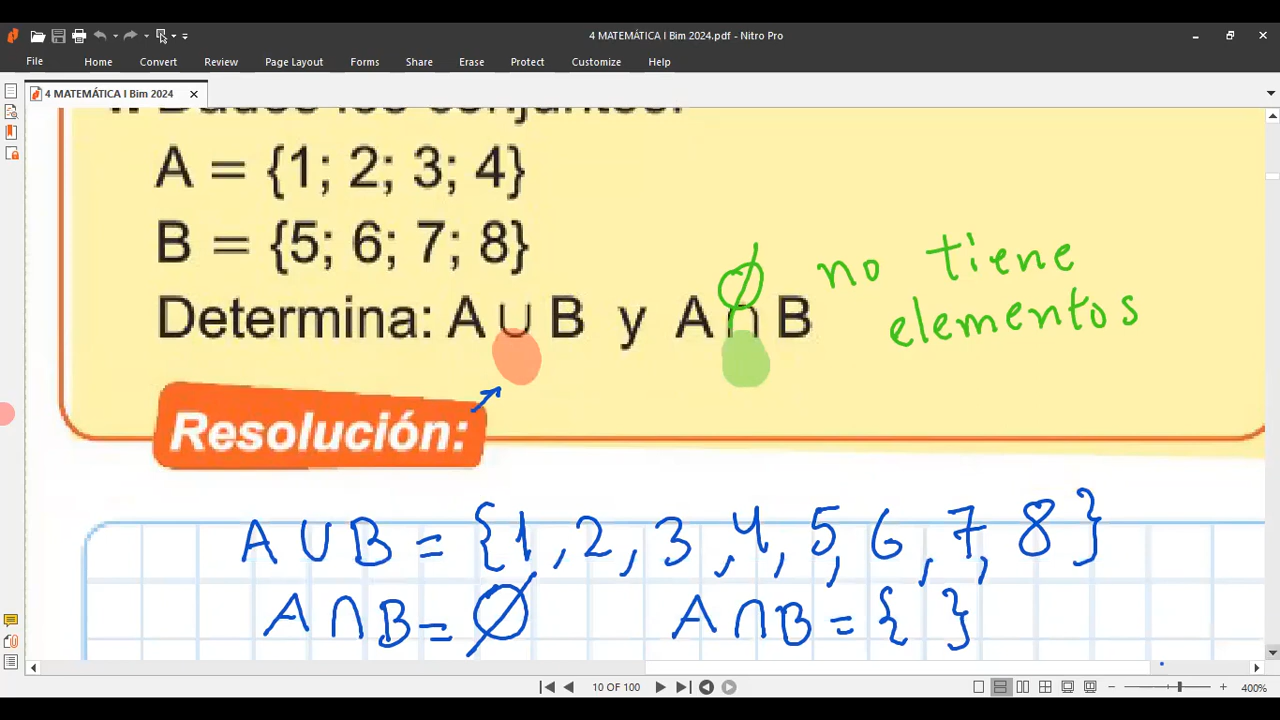 4 MATEMÁTICA I Bim 2024.pdf - Nitro Pro
File Home Convert Review Page Layout Forms Share Erase Protect Customize Help
4 MATEMÁTICA I Bim 2024
A = {1; 2; 3; 4}
B = {5; 6; 7; 8}
Determina: A ∪ B y A ∩ B
∅ no tiene
elementos
Resolución:
A ∪ B = {1, 2, 3, 4, 5, 6, 7, 8}
A ∩ B = ∅ A ∩ B = { }
10 OF 100
400%